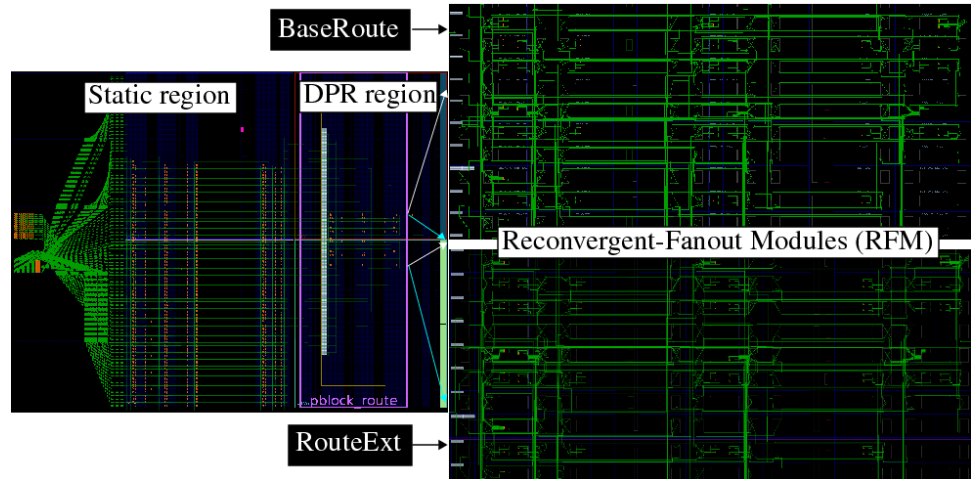 BaseRoute
Static region
DPR region
Reconvergent-Fanout Modules (RFM)
pblock_route
RouteExt